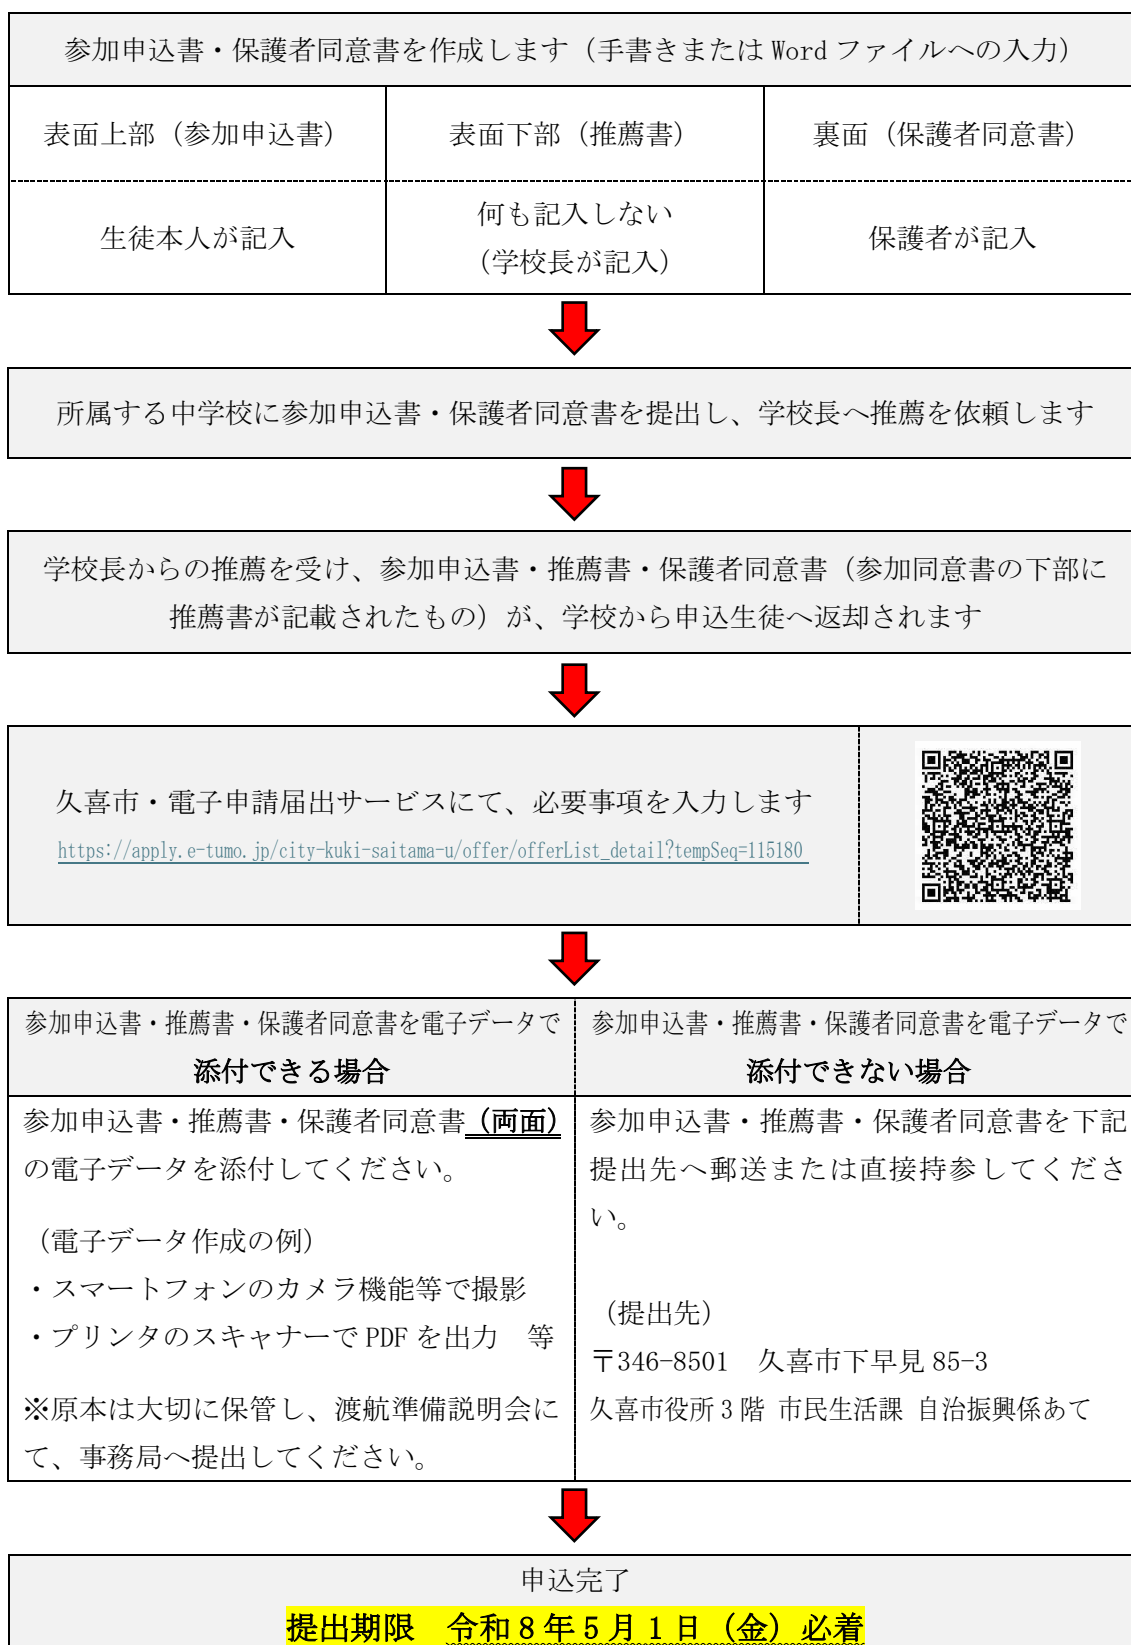 参加申込書・保護者同意書を作成します（手書きまたは Word ファイルへの入力）
表面上部（参加申込書）
表面下部（推薦書）
裏面（保護者同意書）
生徒本人が記入
何も記入しない
（学校長が記入）
保護者が記入
所属する中学校に参加申込書・保護者同意書を提出し、学校長へ推薦を依頼します
学校長からの推薦を受け、参加申込書・推薦書・保護者同意書（参加同意書の下部に
推薦書が記載されたもの）が、学校から申込生徒へ返却されます
久喜市・電子申請届出サービスにて、必要事項を入力します
https://apply.e-tumo.jp/city-kuki-saitama-u/offer/offerList_detail?tempSeq=115180
参加申込書・推薦書・保護者同意書を電子データで
添付できる場合
参加申込書・推薦書・保護者同意書（両面）
の電子データを添付してください。
（電子データ作成の例）
・スマートフォンのカメラ機能等で撮影
・プリンタのスキャナーで PDF を出力　等
※原本は大切に保管し、渡航準備説明会に
て、事務局へ提出してください。
参加申込書・推薦書・保護者同意書を電子データで
添付できない場合
参加申込書・推薦書・保護者同意書を下記
提出先へ郵送または直接持参してくださ
い。
（提出先）
〒346-8501　久喜市下早見 85-3
久喜市役所 3 階 市民生活課 自治振興係あて
申込完了
提出期限　令和 8 年 5 月 1 日（金）必着